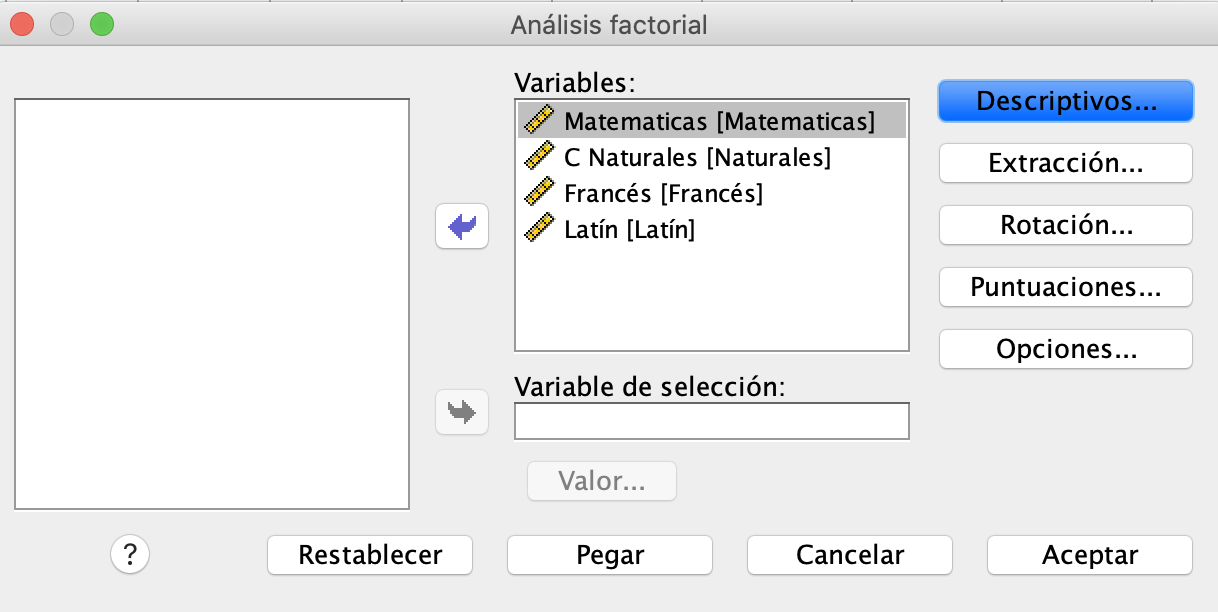 Análisis factorial
Variables:
Matematicas [Matematicas]
C Naturales [Naturales]
Francés [Francés]
Latín [Latín]
Descriptivos...
Extracción...
Rotación...
Puntuaciones...
Opciones...
Variable de selección:
Valor...
?
Restablecer
Pegar
Cancelar
Aceptar